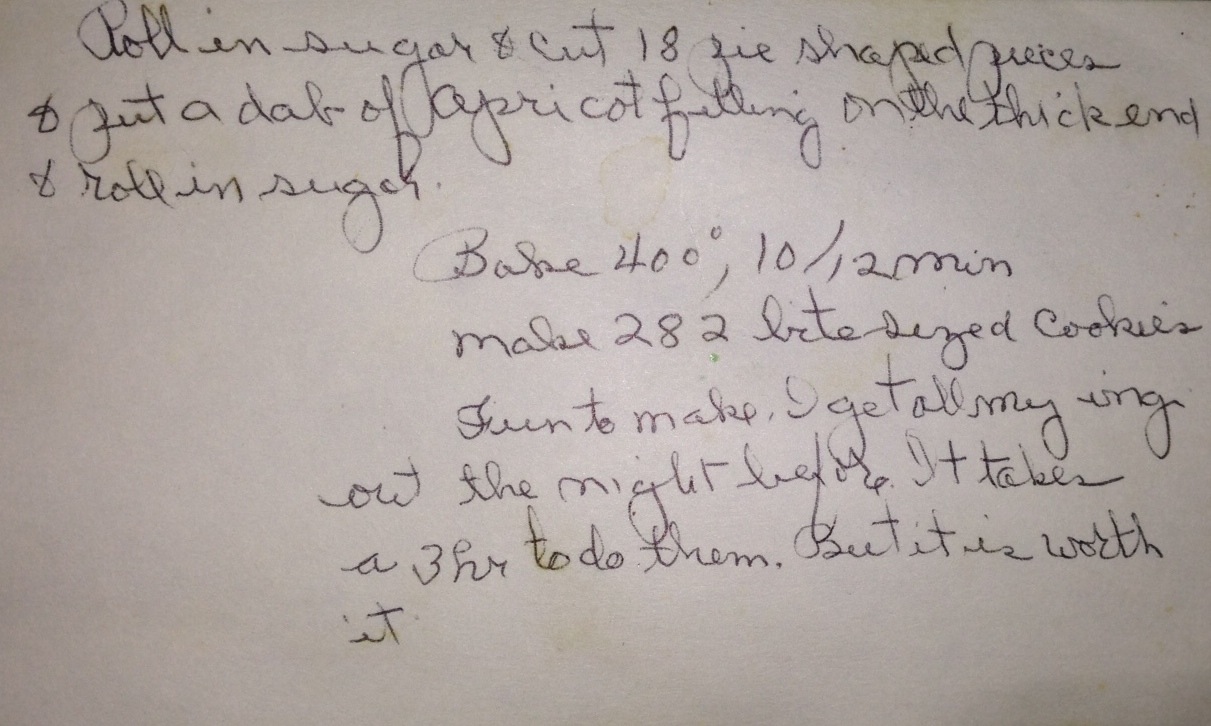 Roll in sugar & cut 18 pie shaped pieces
& put a dab of apricot filling on the thick end
& roll in sugar.
Bake 400°, 10/12 min
make 282 bite sized Cookies
Fun to make. I get all my ing
out the night before. It takes
a 3 hr to do them. But it is worth
it